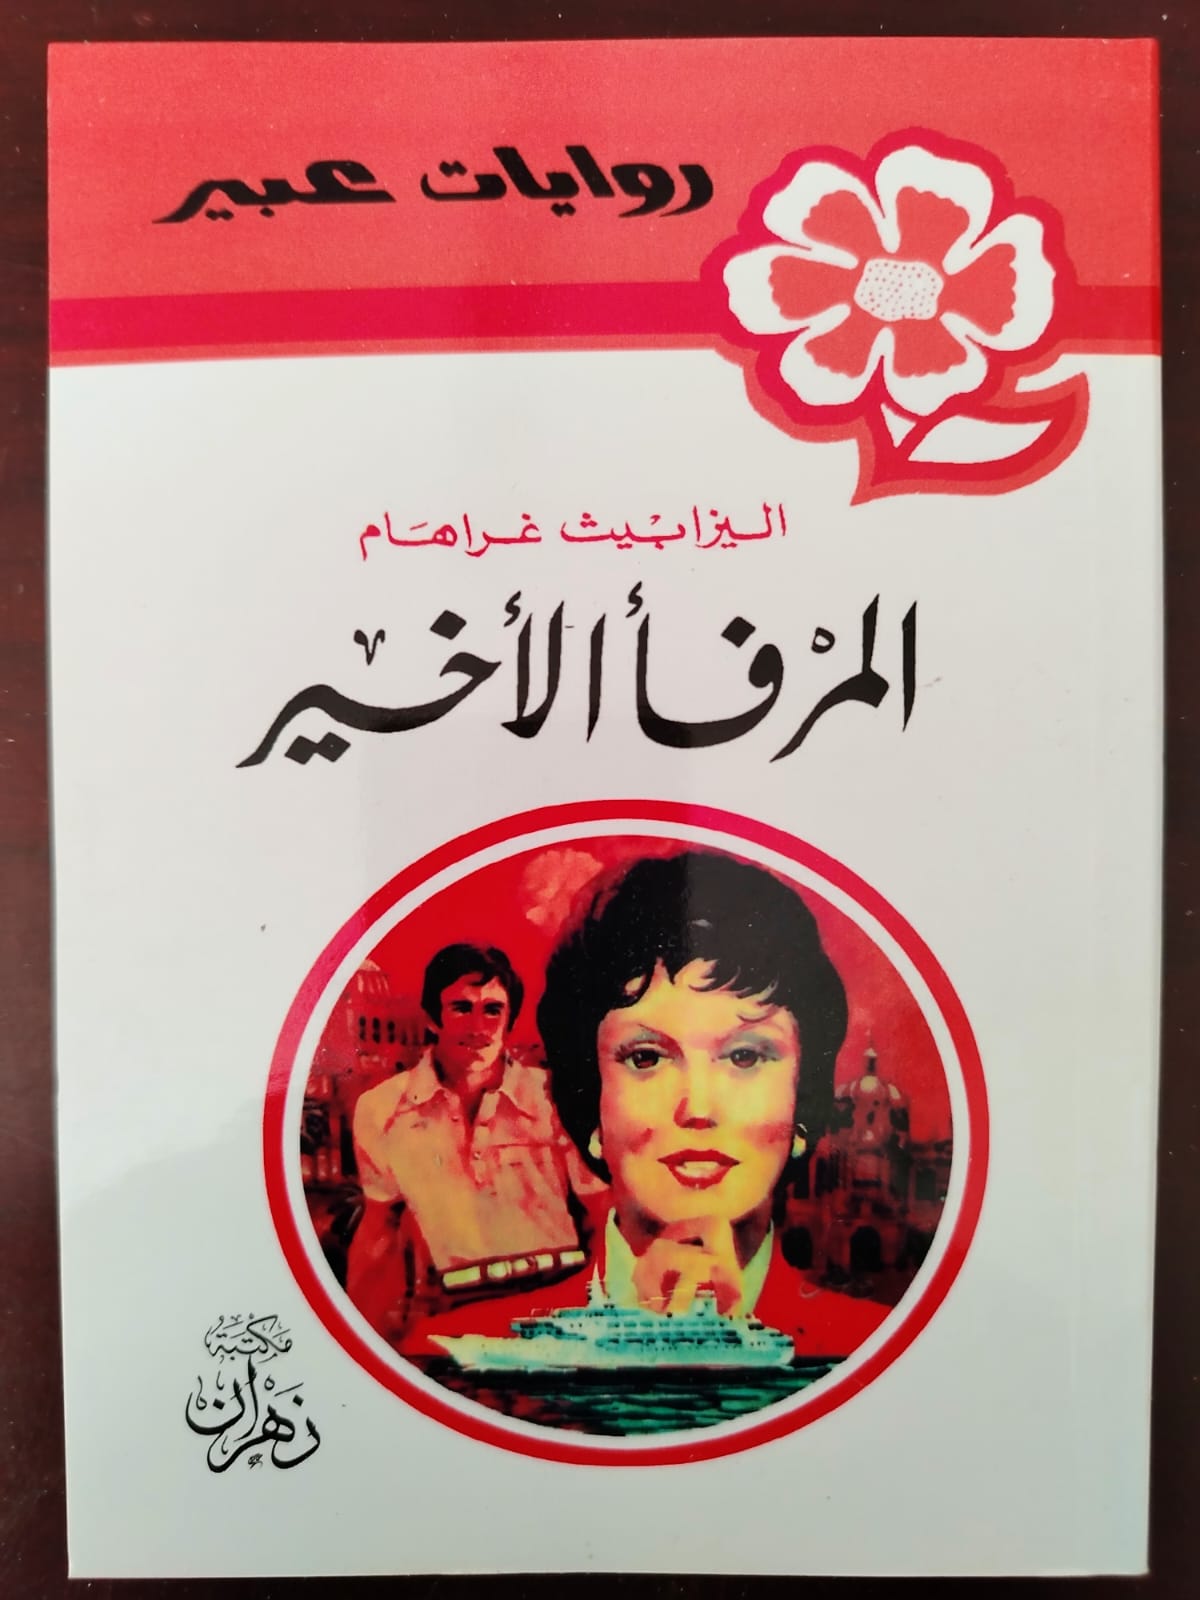 روايات عبير
اليزابيث غراهام
المرفأ الأخير
مكتبة
زهران